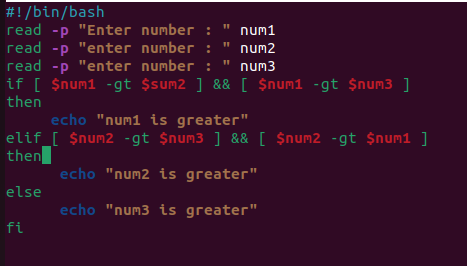 #!/bin/bash
read -p "Enter number : " num1
read -p "enter number : " num2
read -p "enter number : " num3
if [ $num1 -gt $sum2 ] && [ $num1 -gt $num3 ]
then
     echo "num1 is greater"
elif [ $num2 -gt $num3 ] && [ $num2 -gt $num1 ]
then
      echo "num2 is greater"
else
      echo "num3 is greater"
fi